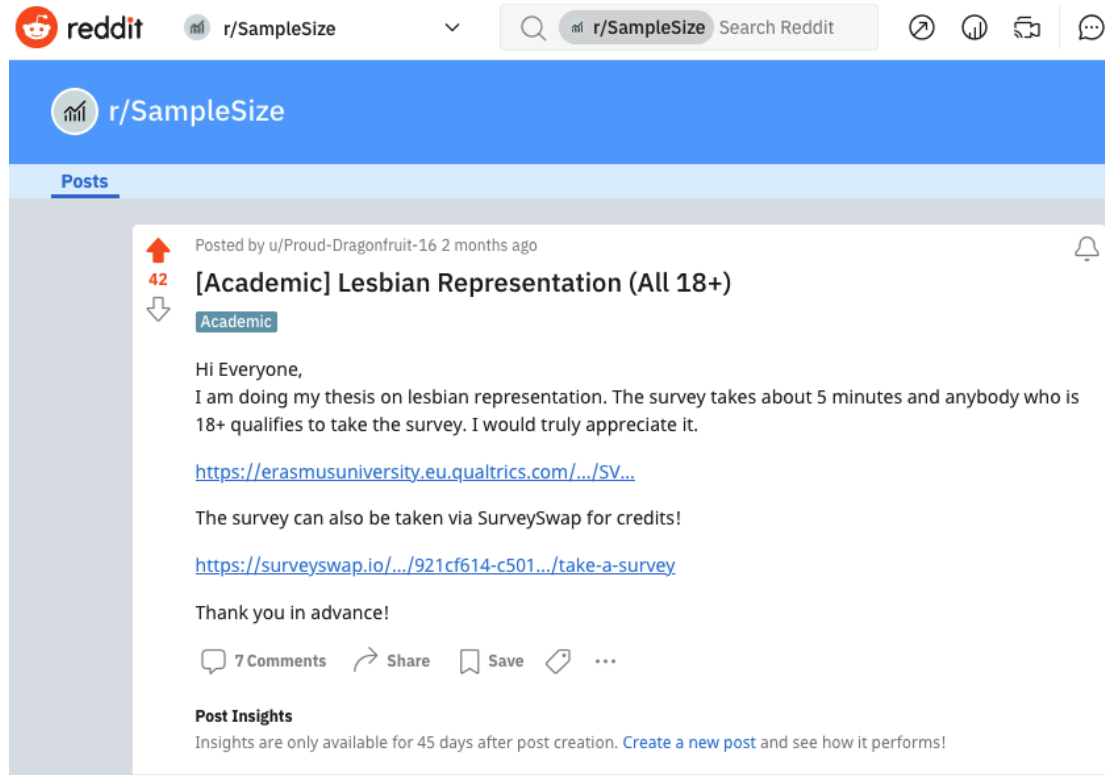 reddit
r/SampleSize
r/SampleSize Search Reddit
r/SampleSize
Posts
Posted by u/Proud-Dragonfruit-16 2 months ago
42
[Academic] Lesbian Representation (All 18+)
Academic
Hi Everyone,
I am doing my thesis on lesbian representation. The survey takes about 5 minutes and anybody who is
18+ qualifies to take the survey. I would truly appreciate it.
https://erasmusuniversity.eu.qualtrics.com/.../SV...
The survey can also be taken via SurveySwap for credits!
https://surveyswap.io/.../921cf614-c501.../take-a-survey
Thank you in advance!
7 Comments Share Save
Post Insights
Insights are only available for 45 days after post creation. Create a new post and see how it performs!